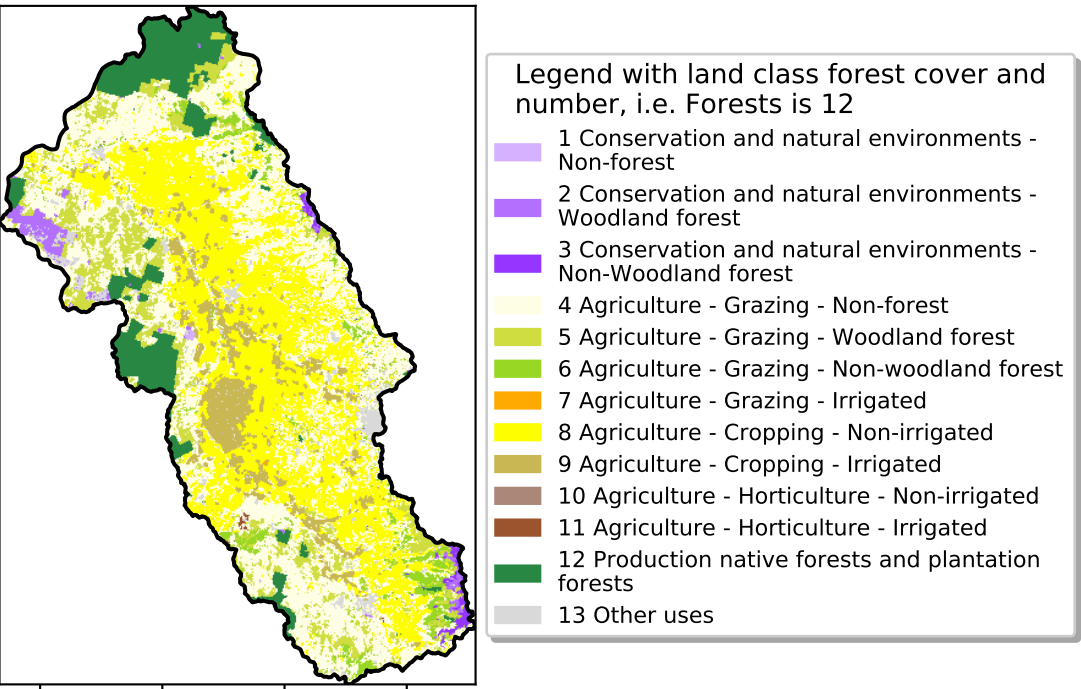 Legend with land class forest cover and
number, i.e. Forests is 12
1 Conservation and natural environments -
Non-forest
2 Conservation and natural environments -
Woodland forest
3 Conservation and natural environments -
Non-Woodland forest
4 Agriculture - Grazing - Non-forest
5 Agriculture - Grazing - Woodland forest
6 Agriculture - Grazing - Non-woodland forest
7 Agriculture - Grazing - Irrigated
8 Agriculture - Cropping - Non-irrigated
9 Agriculture - Cropping - Irrigated
10 Agriculture - Horticulture - Non-irrigated
11 Agriculture - Horticulture - Irrigated
12 Production native forests and plantation
forests
13 Other uses